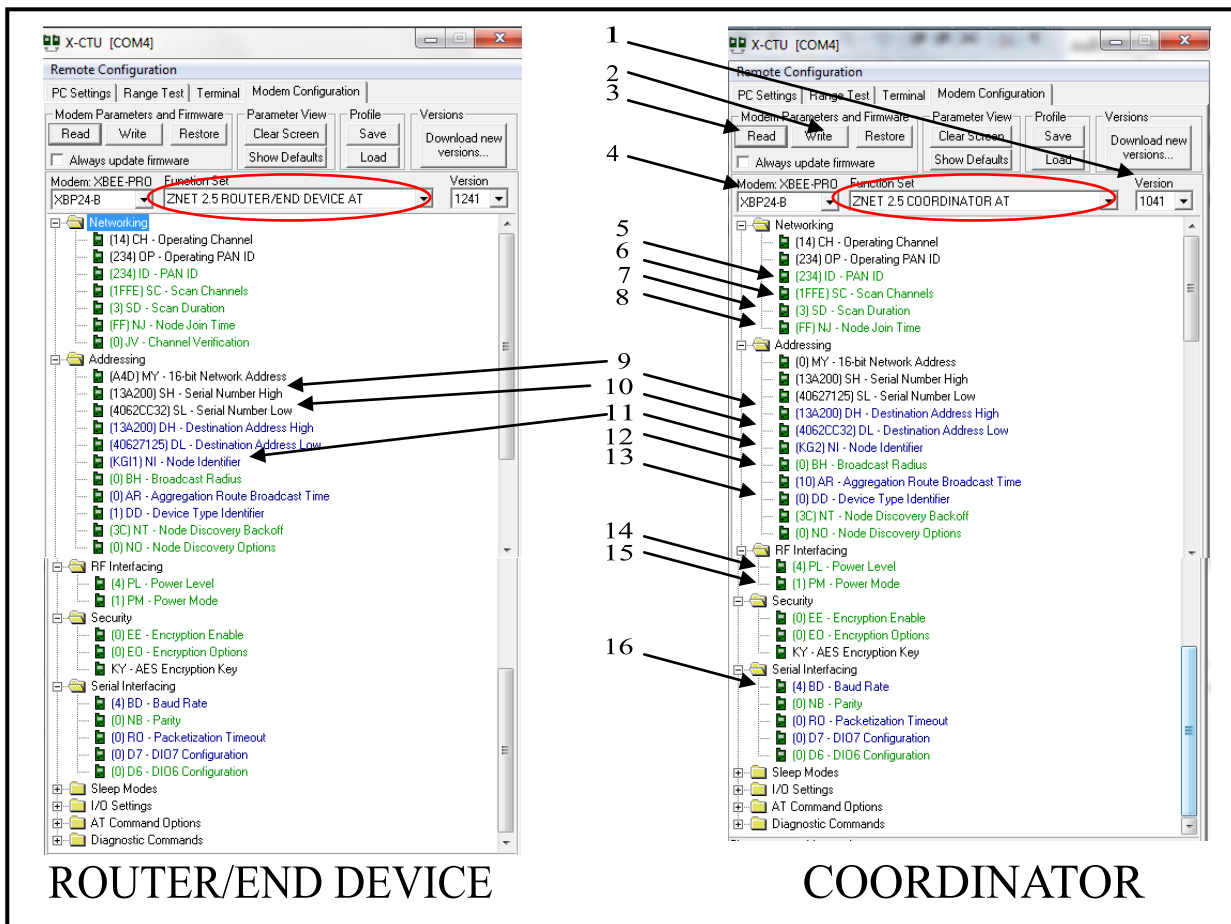 X-CTU [COM4]
Remote Configuration
PC Settings Range Test Terminal Modem Configuration
Modem Parameters and Firmware Parameter View Profile Versions
Read Write Restore Clear Screen Save Download new versions...
Always update firmware Show Defaults Load
Modem: XBEE-PRO Function Set Version
XBP24-B ZNET 2.5 ROUTER/END DEVICE AT 1241
Networking
(14) CH - Operating Channel
(234) OP - Operating PAN ID
(234) ID - PAN ID
(1FFE) SC - Scan Channels
(3) SD - Scan Duration
(FF) NJ - Node Join Time
(0) JV - Channel Verification
Addressing
(A4D) MY - 16-bit Network Address
(13A200) SH - Serial Number High
(4062CC32) SL - Serial Number Low
(13A200) DH - Destination Address High
(40627125) DL - Destination Address Low
(KGI1) NI - Node Identifier
(0) BH - Broadcast Radius
(0) AR - Aggregation Route Broadcast Time
(1) DD - Device Type Identifier
(3C) NT - Node Discovery Backoff
(0) NO - Node Discovery Options
RF Interfacing
(4) PL - Power Level
(1) PM - Power Mode
Security
(0) EE - Encryption Enable
(0) EO - Encryption Options
KY - AES Encryption Key
Serial Interfacing
(4) BD - Baud Rate
(0) NB - Parity
(0) RO - Packetization Timeout
(0) D7 - DIO7 Configuration
(0) D6 - DIO6 Configuration
Sleep Modes
I/O Settings
AT Command Options
Diagnostic Commands
ROUTER/END DEVICE
1
2
3
4
5
6
7
8
9
10
11
12
13
14
15
16
X-CTU [COM4]
Remote Configuration
PC Settings Range Test Terminal Modem Configuration
Modem Parameters and Firmware Parameter View Profile Versions
Read Write Restore Clear Screen Save Download new versions...
Always update firmware Show Defaults Load
Modem: XBEE-PRO Function Set Version
XBP24-B ZNET 2.5 COORDINATOR AT 1041
Networking
(14) CH - Operating Channel
(234) OP - Operating PAN ID
(234) ID - PAN ID
(1FFE) SC - Scan Channels
(3) SD - Scan Duration
(FF) NJ - Node Join Time
Addressing
(0) MY - 16-bit Network Address
(13A200) SH - Serial Number High
(40627125) SL - Serial Number Low
(13A200) DH - Destination Address High
(4062CC32) DL - Destination Address Low
(KG2) NI - Node Identifier
(0) BH - Broadcast Radius
(10) AR - Aggregation Route Broadcast Time
(0) DD - Device Type Identifier
(3C) NT - Node Discovery Backoff
(0) NO - Node Discovery Options
RF Interfacing
(4) PL - Power Level
(1) PM - Power Mode
Security
(0) EE - Encryption Enable
(0) EO - Encryption Options
KY - AES Encryption Key
Serial Interfacing
(4) BD - Baud Rate
(0) NB - Parity
(0) RO - Packetization Timeout
(0) D7 - DIO7 Configuration
(0) D6 - DIO6 Configuration
Sleep Modes
I/O Settings
AT Command Options
Diagnostic Commands
COORDINATOR